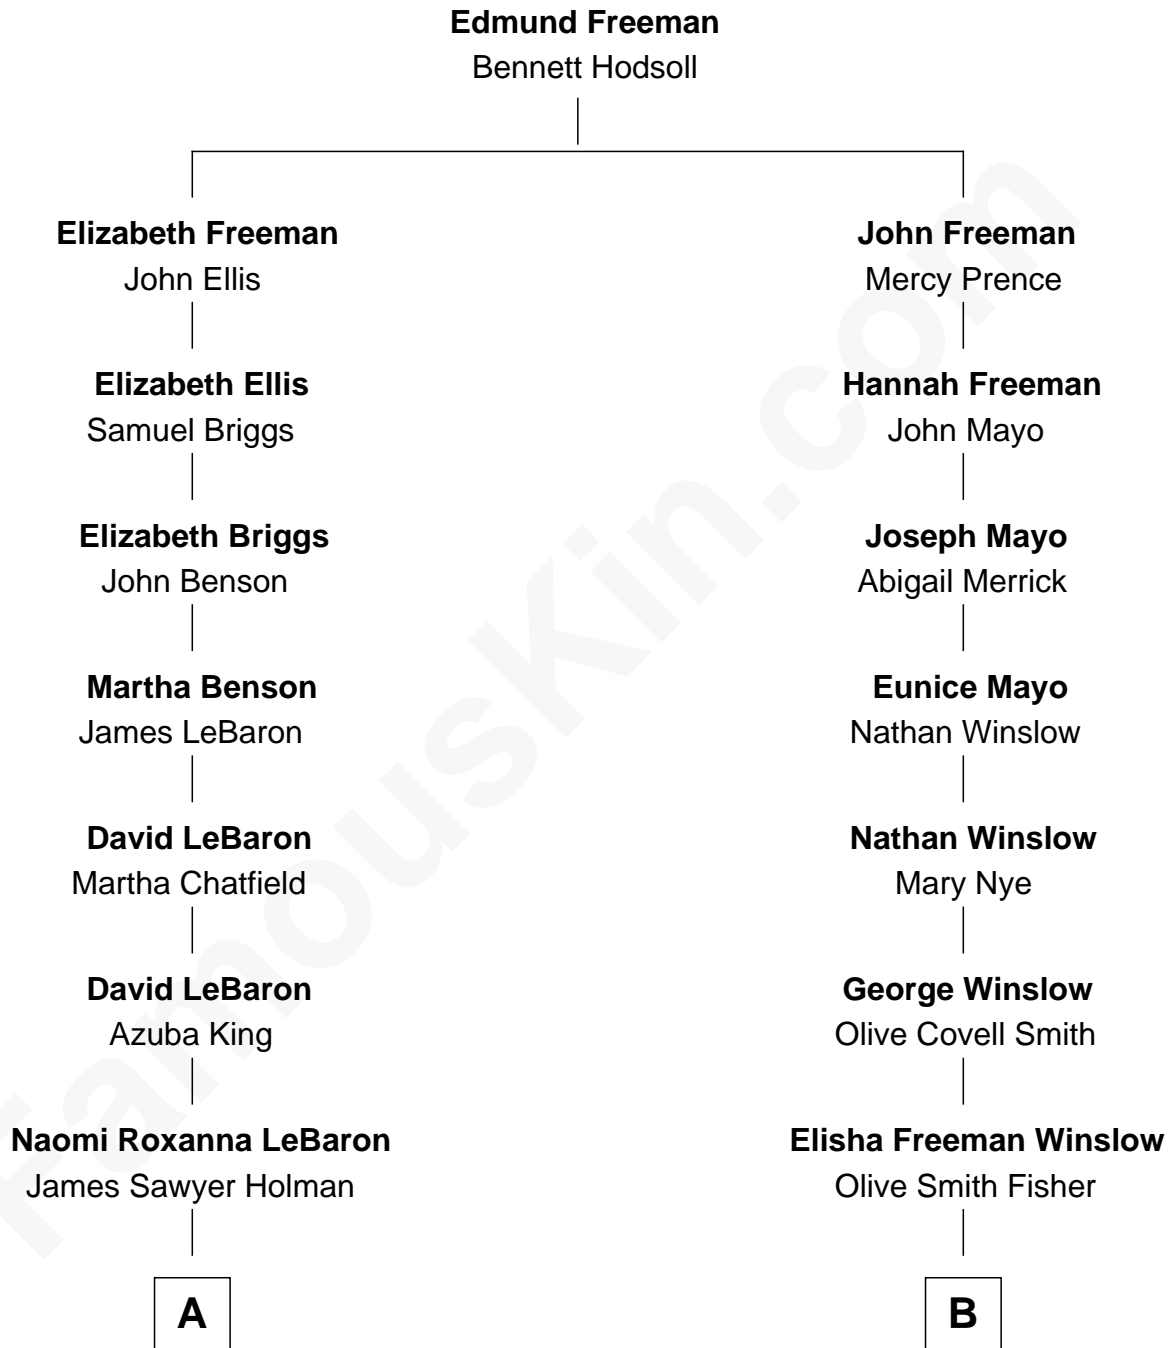 Edmund Freeman
Bennett Hodsoll
Elizabeth Freeman
John Ellis
John Freeman
Mercy Prence
Elizabeth Ellis
Samuel Briggs
Hannah Freeman
John Mayo
Elizabeth Briggs
John Benson
Joseph Mayo
Abigail Merrick
Martha Benson
James LeBaron
Eunice Mayo
Nathan Winslow
David LeBaron
Martha Chatfield
Nathan Winslow
Mary Nye
David LeBaron
Azuba King
George Winslow
Olive Covell Smith
Naomi Roxanna LeBaron
James Sawyer Holman
Elisha Freeman Winslow
Olive Smith Fisher
A
B
FamousKin.com